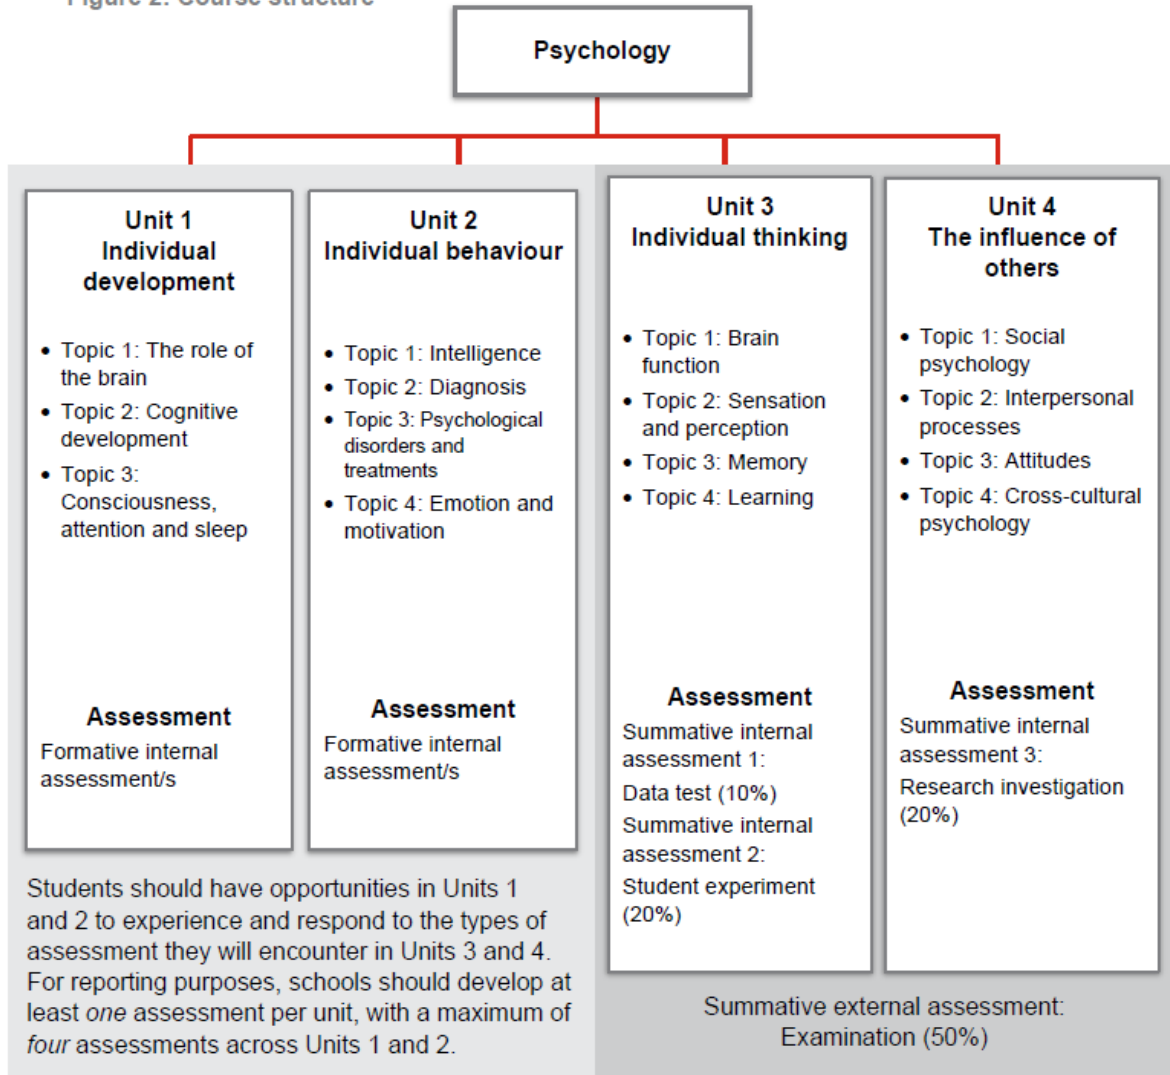 Figure 2: Course structure
Psychology
Unit 1
Individual
development
• Topic 1: The role of
the brain
• Topic 2: Cognitive
development
• Topic 3:
Consciousness,
attention and sleep
Assessment
Formative internal
assessment/s
Unit 2
Individual behaviour
• Topic 1: Intelligence
• Topic 2: Diagnosis
• Topic 3: Psychological
disorders and
treatments
• Topic 4: Emotion and
motivation
Assessment
Formative internal
assessment/s
Students should have opportunities in Units 1
and 2 to experience and respond to the types of
assessment they will encounter in Units 3 and 4.
For reporting purposes, schools should develop at
least one assessment per unit, with a maximum of
four assessments across Units 1 and 2.
Unit 3
Individual thinking
• Topic 1: Brain
function
• Topic 2: Sensation
and perception
• Topic 3: Memory
• Topic 4: Learning
Assessment
Summative internal
assessment 1:
Data test (10%)
Summative internal
assessment 2:
Student experiment
(20%)
Unit 4
The influence of
others
• Topic 1: Social
psychology
• Topic 2: Interpersonal
processes
• Topic 3: Attitudes
• Topic 4: Cross-cultural
psychology
Assessment
Summative internal
assessment 3:
Research investigation
(20%)
Summative external assessment:
Examination (50%)